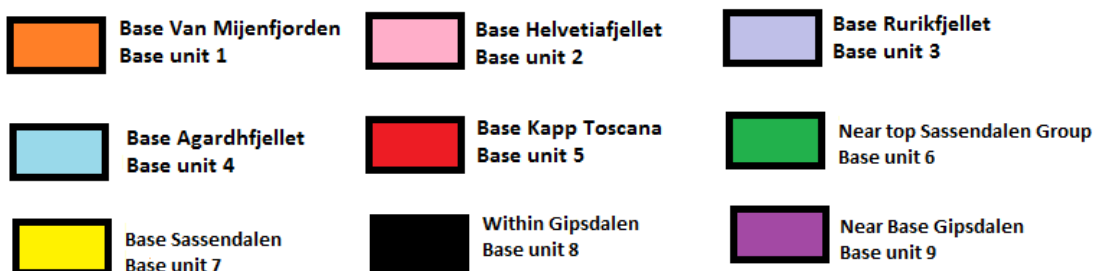 Base Van Mijenfjorden
Base unit 1
Base Helvetiafjellet
Base unit 2
Base Rurikfjellet
Base unit 3
Base Agardhfjellet
Base unit 4
Base Kapp Toscana
Base unit 5
Near top Sassendalen Group
Base unit 6
Base Sassendalen
Base unit 7
Within Gipsdalen
Base unit 8
Near Base Gipsdalen
Base unit 9